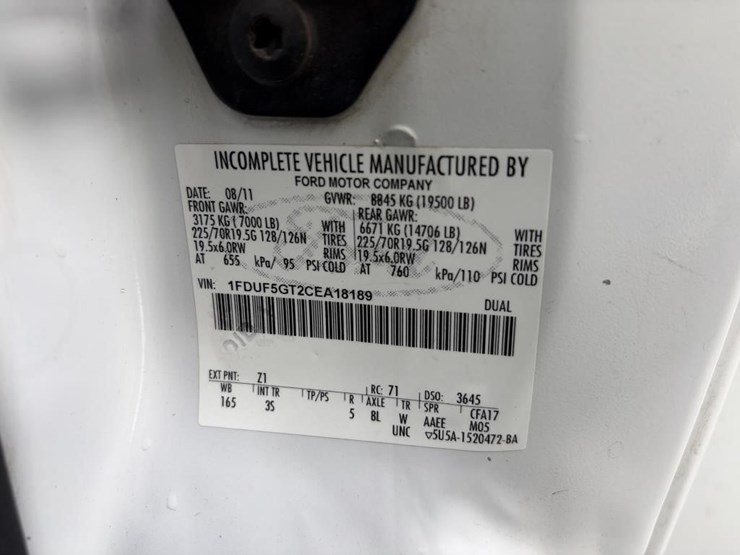 INCOMPLETE VEHICLE MANUFACTURED BY
FORD MOTOR COMPANY
DATE: 08/11 GVWR: 8845 KG (19500 LB)
FRONT GAWR: REAR GAWR:
3175 KG (7000 LB) WITH 6671 KG (14706 LB) WITH
225/70R19.5G 128/126N TIRES 225/70R19.5G 128/126N TIRES
19.5x6.0RW RIMS 19.5x6.0RW RIMS
AT 655 kPa/ 95 PSI COLD AT 760 kPa/110 PSI COLD
VIN: 1FDUF5GT2CEA18189 DUAL
EXT PNT: Z1 RC: 71 DSO: 3645
WB INT TR TP/PS R AXLE TR SPR CFA17
165 3S 5 BL W AAEE M05
UNC ▽5U5A-1520472-BA